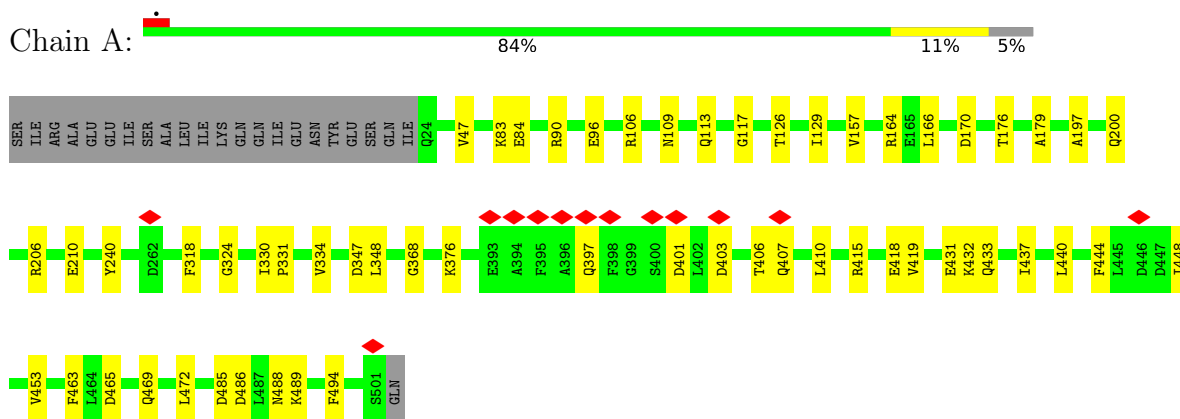 Chain A:
84% 11% 5%
SER ILE ARG ALA GLU GLU ILE SER ALA LEU ILE LYS GLN GLN ILE GLU ASN TYR GLU SER GLN ILE Q24 V47 K83 E84 R90 E96 R106 N109 Q113 G117 T126 I129 V157 R164 E165 L166 D170 T176 A179 A197 Q200
R206 E210 Y240 D262 F318 G324 I330 P331 V334 D347 L348 G368 K376 E393 A394 F395 A396 Q397 F398 G399 S400 D401 L402 D403 T406 Q407 L410 R415 E418 V419 E431 K432 Q433 I437 L440 F444 L445 D446 D447 I448
V453 F463 L464 D465 Q469 L472 D485 D486 L487 N488 K489 F494 S501 GLN